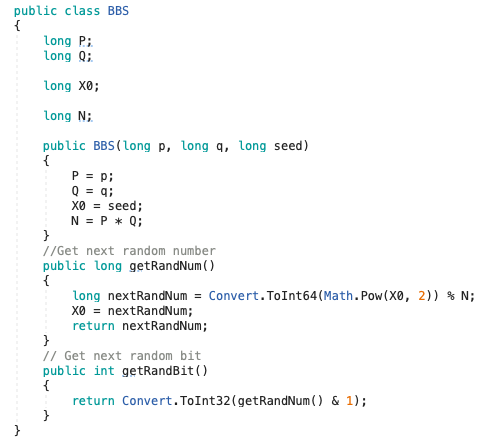 public class BBS
{
    long P;
    long Q;

    long X0;

    long N;

    public BBS(long p, long q, long seed)
    {
        P = p;
        Q = q;
        X0 = seed;
        N = P * Q;
    }
    //Get next random number
    public long getRandNum()
    {
        long nextRandNum = Convert.ToInt64(Math.Pow(X0, 2)) % N;
        X0 = nextRandNum;
        return nextRandNum;
    }
    // Get next random bit
    public int getRandBit()
    {
        return Convert.ToInt32(getRandNum() & 1);
    }
}